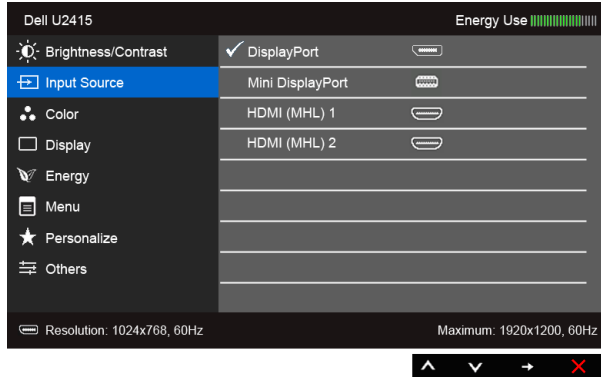 Dell U2415 Energy Use
Brightness/Contrast DisplayPort
Input Source Mini DisplayPort
Color HDMI (MHL) 1
Display HDMI (MHL) 2
Energy
Menu
Personalize
Others
Resolution: 1024x768, 60Hz Maximum: 1920x1200, 60Hz